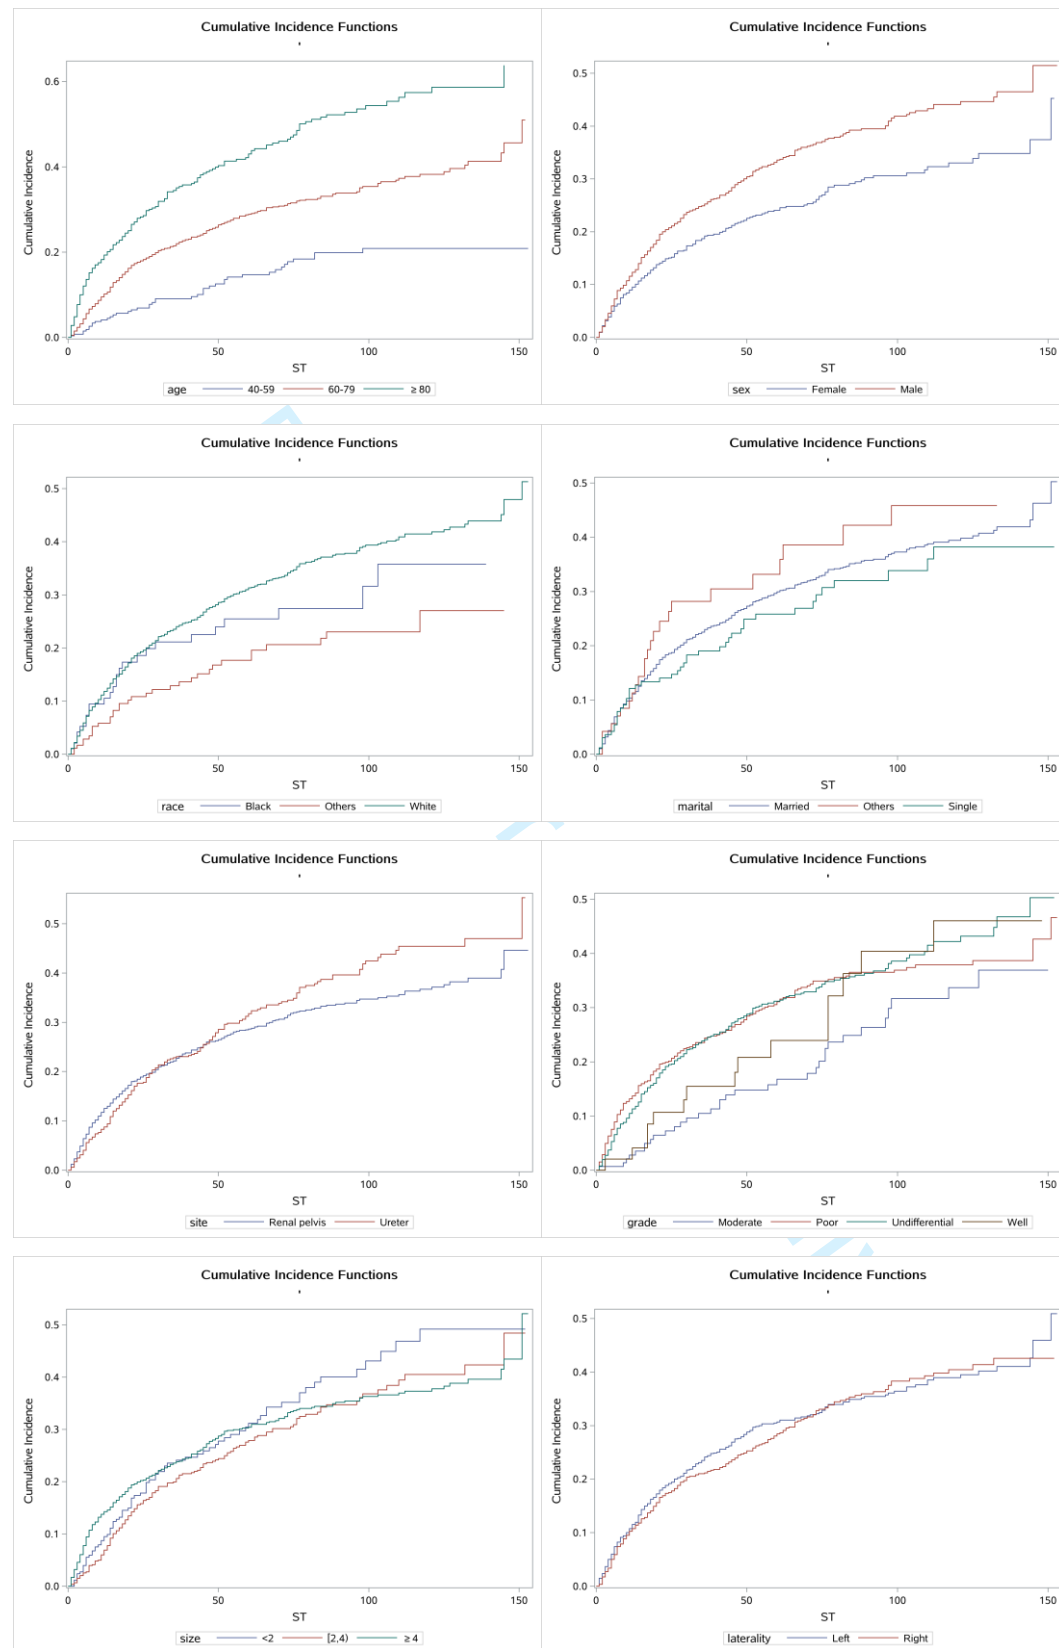 Cumulative Incidence Functions
Cumulative Incidence
0.6
0.4
0.2
0.0
0 50 100 150
ST
age 40-59 60-79 ≥ 80
Cumulative Incidence Functions
Cumulative Incidence
0.5
0.4
0.3
0.2
0.1
0.0
0 50 100 150
ST
sex Female Male
Cumulative Incidence Functions
Cumulative Incidence
0.5
0.4
0.3
0.2
0.1
0.0
0 50 100 150
ST
race Black Others White
Cumulative Incidence Functions
Cumulative Incidence
0.5
0.4
0.3
0.2
0.1
0.0
0 50 100 150
ST
marital Married Others Single
Cumulative Incidence Functions
Cumulative Incidence
0.5
0.4
0.3
0.2
0.1
0.0
0 50 100 150
ST
site Renal pelvis Ureter
Cumulative Incidence Functions
Cumulative Incidence
0.5
0.4
0.3
0.2
0.1
0.0
0 50 100 150
ST
grade Moderate Poor Undifferential Well
Cumulative Incidence Functions
Cumulative Incidence
0.5
0.4
0.3
0.2
0.1
0.0
0 50 100 150
ST
size <2 [2,4) ≥ 4
Cumulative Incidence Functions
Cumulative Incidence
0.5
0.4
0.3
0.2
0.1
0.0
0 50 100 150
ST
laterality Left Right